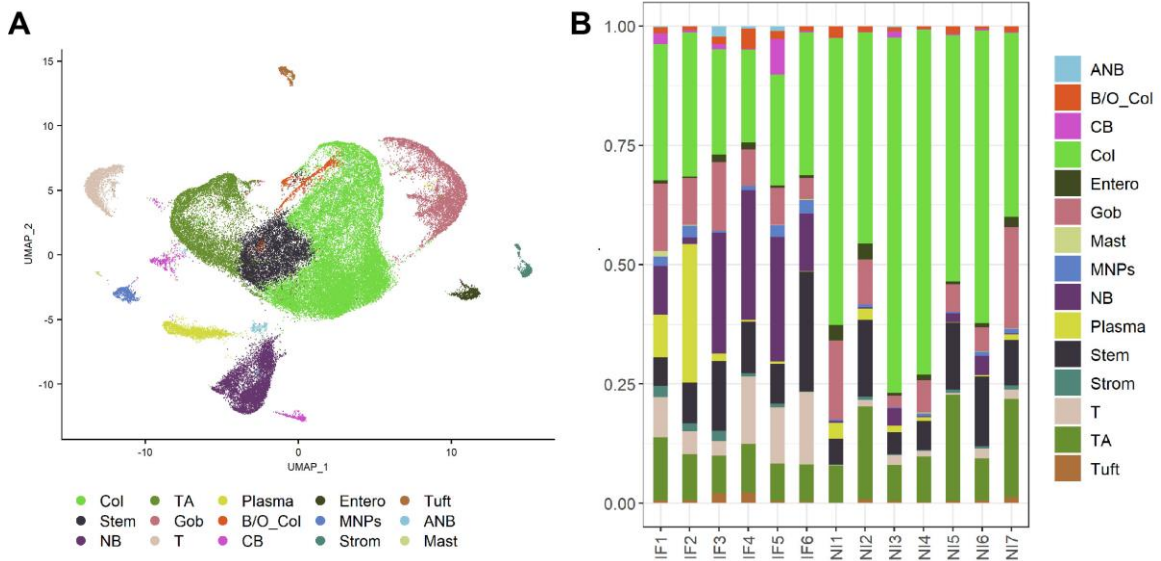 A
15
10
5
0
-5
-10
UMAP_2
-10
0
10
UMAP_1
Col
TA
Plasma
Entero
Tuft
Stem
Gob
B/O_Col
MNPs
ANB
NB
T
CB
Strom
Mast
B
1.00
0.75
0.50
0.25
0.00
IF1
IF2
IF3
IF4
IF5
IF6
NI1
NI2
NI3
NI4
NI5
NI6
NI7
ANB
B/O_Col
CB
Col
Entero
Gob
Mast
MNPs
NB
Plasma
Stem
Strom
T
TA
Tuft